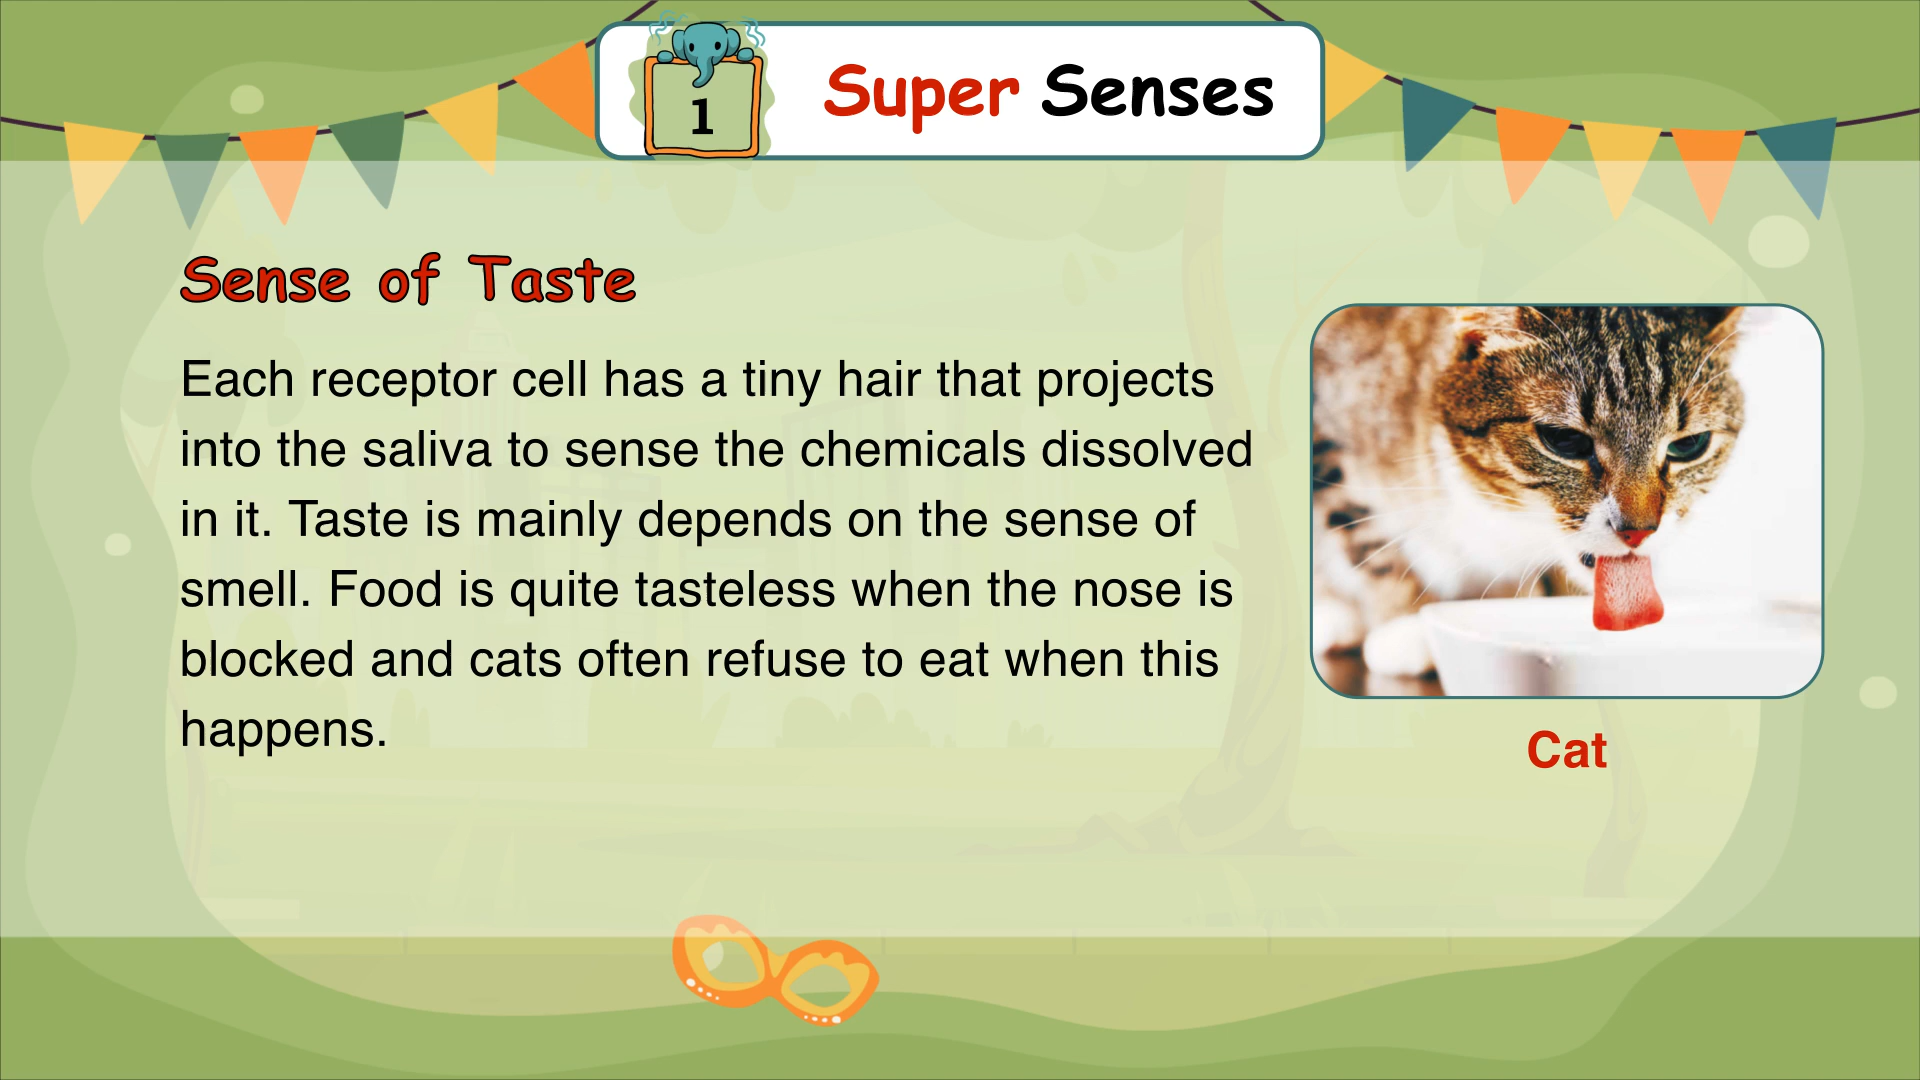 1
Super Senses
Sense of Taste
Each receptor cell has a tiny hair that projects
into the saliva to sense the chemicals dissolved
in it. Taste is mainly depends on the sense of
smell. Food is quite tasteless when the nose is
blocked and cats often refuse to eat when this
happens.
Cat